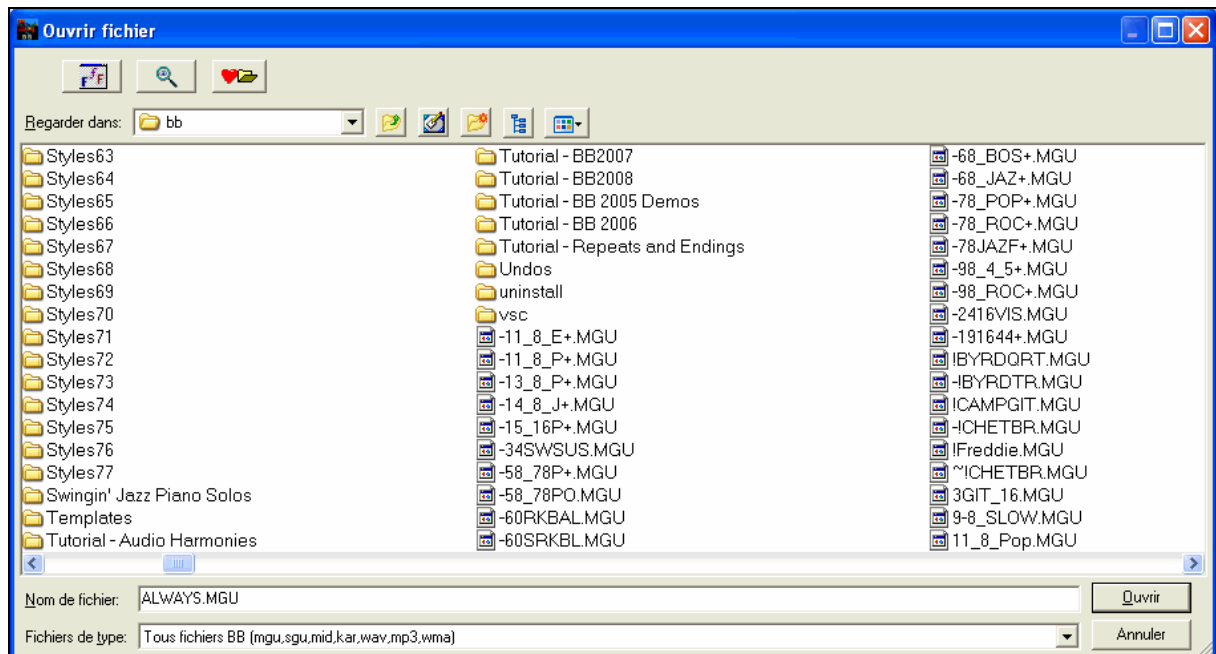 Ouvrir fichier
Regarder dans: bb
Styles63
Styles64
Styles65
Styles66
Styles67
Styles68
Styles69
Styles70
Styles71
Styles72
Styles73
Styles74
Styles75
Styles76
Styles77
Swingin' Jazz Piano Solos
Templates
Tutorial - Audio Harmonies
Tutorial - BB2007
Tutorial - BB2008
Tutorial - BB 2005 Demos
Tutorial - BB 2006
Tutorial - Repeats and Endings
Undos
uninstall
vsc
-11_8_E+.MGU
-11_8_P+.MGU
-13_8_P+.MGU
-14_8_J+.MGU
-15_16P+.MGU
-34SWSUS.MGU
-58_78P+.MGU
-58_78PO.MGU
-60RKBAL.MGU
-60SRKBL.MGU
-68_BOS+.MGU
-68_JAZ+.MGU
-78_POP+.MGU
-78_ROC+.MGU
-78JAZF+.MGU
-98_4_5+.MGU
-98_ROC+.MGU
-2416VIS.MGU
-191644+.MGU
!BYRDQRT.MGU
-!BYRDTR.MGU
!CAMPGIT.MGU
-!CHETBR.MGU
!Freddie.MGU
~!CHETBR.MGU
3GIT_16.MGU
9-8_SLOW.MGU
11_8_Pop.MGU
Nom de fichier: ALWAYS.MGU
Ouvrir
Fichiers de type: Tous fichiers BB (mgu,sgu,mid,kar,wav,mp3,wma)
Annuler